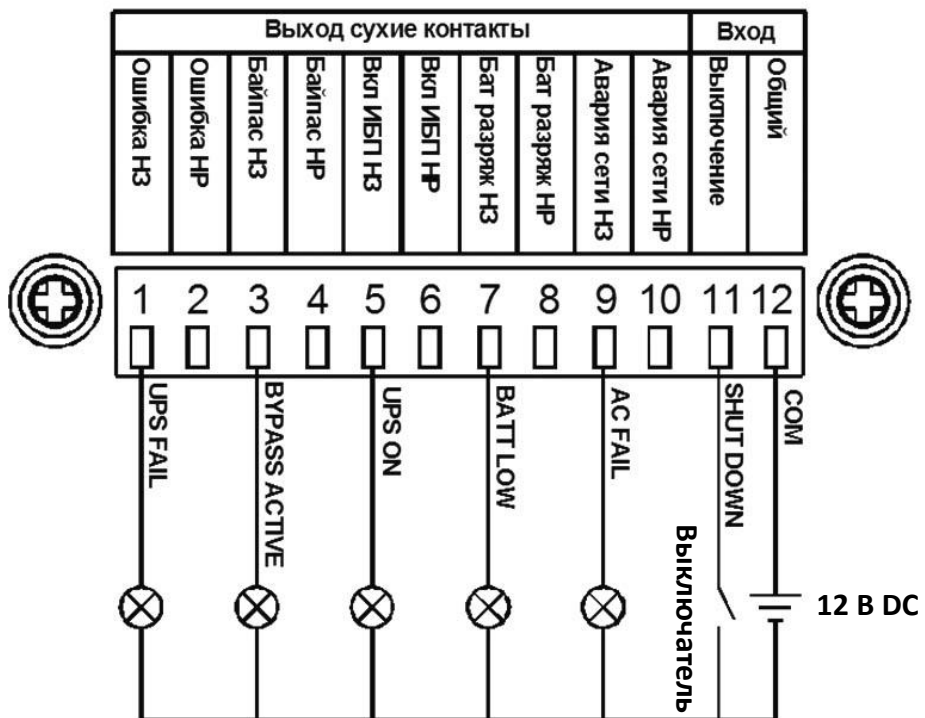 Выход сухие контакты
Вход
Ошибка НЗ
Ошибка НР
Байпас НЗ
Байпас НР
Вкл ИБП НЗ
Вкл ИБП НР
Бат разряж НЗ
Бат разряж НР
Авария сети НЗ
Авария сети НР
Выключение
Общий
1 2 3 4 5 6 7 8 9 10 11 12
UPS FAIL
BYPASS ACTIVE
UPS ON
BATT LOW
AC FAIL
SHUT DOWN
COM
Выключатель
12 В DC